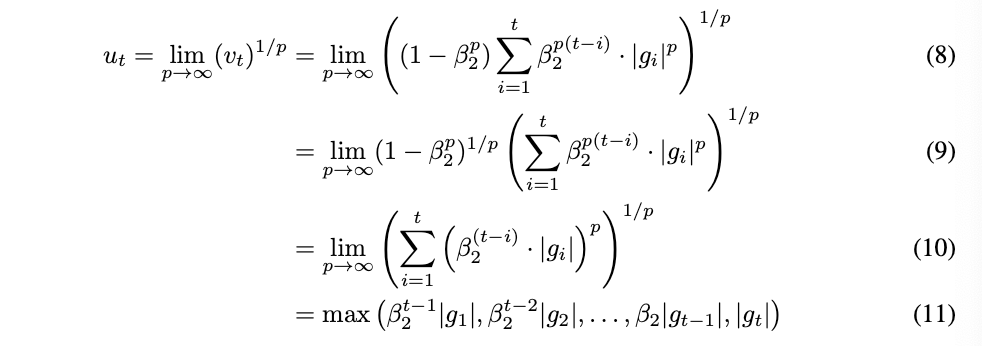 $u_t = \lim_{p\to\infty} (v_t)^{1/p} = \lim_{p\to\infty} \left( (1 - \beta_2^p) \sum_{i=1}^{t} \beta_2^{p(t-i)} \cdot |g_i|^p \right)^{1/p}$ (8)
$= \lim_{p\to\infty} (1 - \beta_2^p)^{1/p} \left( \sum_{i=1}^{t} \beta_2^{p(t-i)} \cdot |g_i|^p \right)^{1/p}$ (9)
$= \lim_{p\to\infty} \left( \sum_{i=1}^{t} \left( \beta_2^{(t-i)} \cdot |g_i| \right)^p \right)^{1/p}$ (10)
$= \max \left( \beta_2^{t-1} |g_1|, \beta_2^{t-2} |g_2|, \ldots, \beta_2 |g_{t-1}|, |g_t| \right)$ (11)